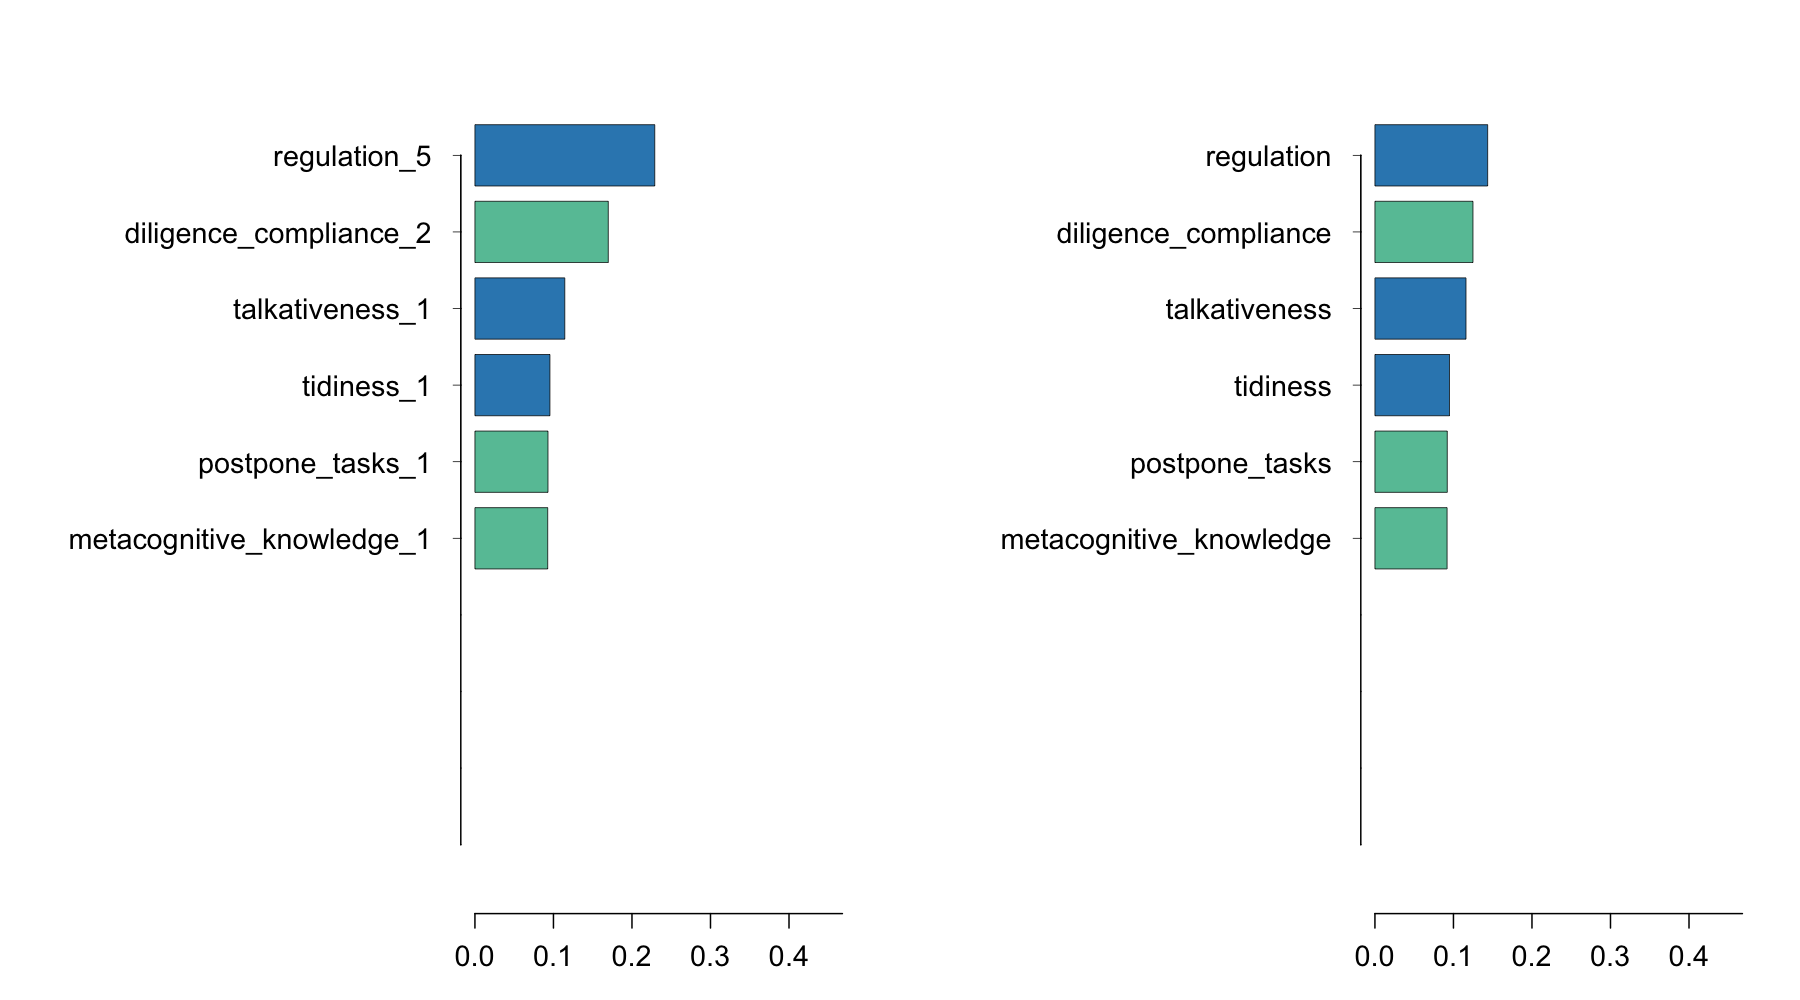 regulation_5
diligence_compliance_2
talkativeness_1
tidiness_1
postpone_tasks_1
metacognitive_knowledge_1
0.0 0.1 0.2 0.3 0.4
regulation
diligence_compliance
talkativeness
tidiness
postpone_tasks
metacognitive_knowledge
0.0 0.1 0.2 0.3 0.4